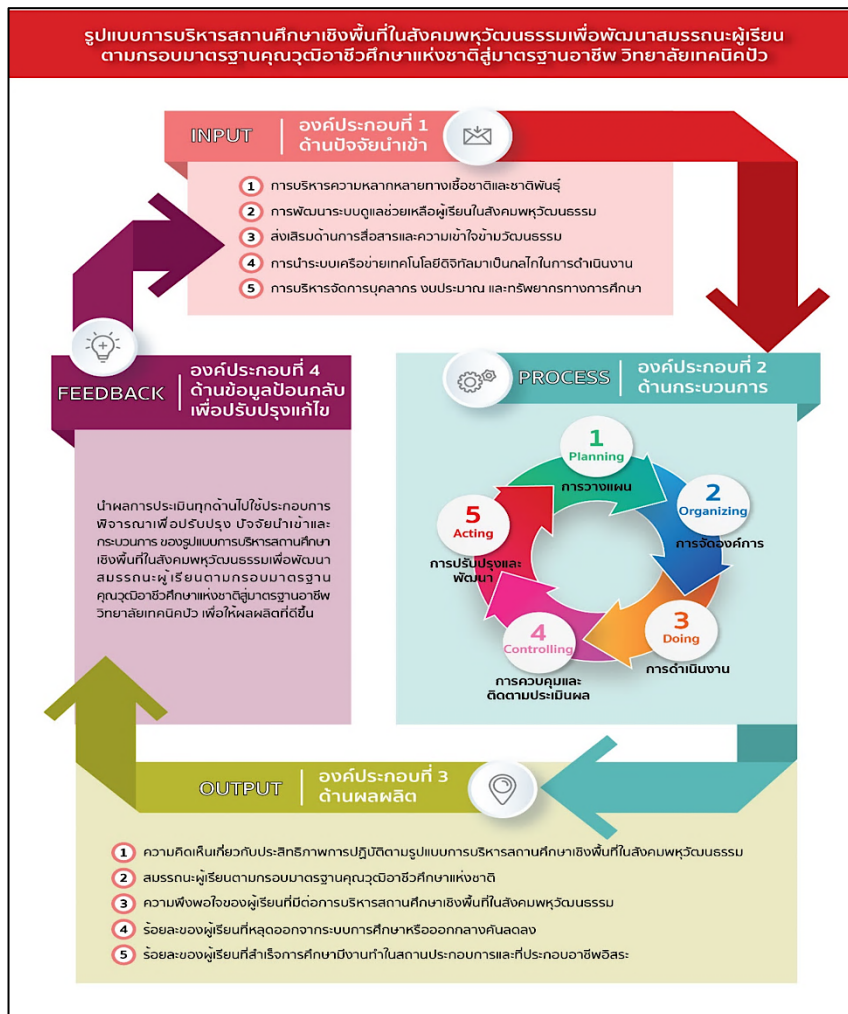 รูปแบบการบริหารสถานศึกษาเชิงพื้นที่ในสังคมพหุวัฒนธรรมเพื่อพัฒนาสมรรถนะผู้เรียน
ตามกรอบมาตรฐานคุณวุฒิอาชีวศึกษาแห่งชาติสู่มาตรฐานอาชีพ วิทยาลัยเทคนิคปัว
INPUT
องค์ประกอบที่ 1
ด้านปัจจัยนำเข้า
1 การบริหารความหลากหลายทางเชื้อชาติและชาติพันธุ์
2 การพัฒนาระบบดูแลช่วยเหลือผู้เรียนในสังคมพหุวัฒนธรรม
3 ส่งเสริมด้านการสื่อสารและความเข้าใจข้ามวัฒนธรรม
4 การนำระบบเครือข่ายเทคโนโลยีดิจิทัลมาเป็นกลไกในการดำเนินงาน
5 การบริหารจัดการบุคลากร งบประมาณ และทรัพยากรทางการศึกษา
PROCESS
องค์ประกอบที่ 2
ด้านกระบวนการ
1
Planning
การวางแผน
2
Organizing
การจัดองค์การ
3
Doing
การดำเนินงาน
4
Controlling
การควบคุมและ
ติดตามประเมินผล
5
Acting
การปรับปรุงและ
พัฒนา
OUTPUT
องค์ประกอบที่ 3
ด้านผลผลิต
1 ความคิดเห็นเกี่ยวกับประสิทธิภาพการปฏิบัติตามรูปแบบการบริหารสถานศึกษาเชิงพื้นที่ในสังคมพหุวัฒนธรรม
2 สมรรถนะผู้เรียนตามกรอบมาตรฐานคุณวุฒิอาชีวศึกษาแห่งชาติ
3 ความพึงพอใจของผู้เรียนที่มีต่อการบริหารสถานศึกษาเชิงพื้นที่ในสังคมพหุวัฒนธรรม
4 ร้อยละของผู้เรียนที่หลุดออกจากระบบการศึกษาหรือออกกลางคันลดลง
5 ร้อยละของผู้เรียนที่สำเร็จการศึกษามีงานทำในสถานประกอบการและที่ประกอบอาชีพอิสระ
FEEDBACK
องค์ประกอบที่ 4
ด้านข้อมูลป้อนกลับ
เพื่อปรับปรุงแก้ไข
นำผลการประเมินทุกด้านไปใช้ประกอบการ
พิจารณาเพื่อปรับปรุง ปัจจัยนำเข้าและ
กระบวนการ ของรูปแบบการบริหารสถานศึกษา
เชิงพื้นที่ในสังคมพหุวัฒนธรรมเพื่อพัฒนา
สมรรถนะผู้เรียนตามกรอบมาตรฐาน
คุณวุฒิอาชีวศึกษาแห่งชาติสู่มาตรฐานอาชีพ
วิทยาลัยเทคนิคปัว เพื่อให้ผลผลิตที่ดีขึ้น